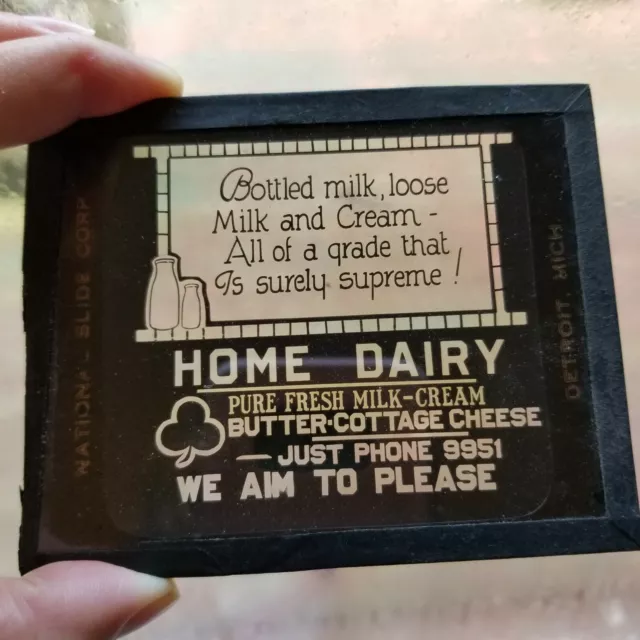 Bottled milk, loose
Milk and Cream -
All of a grade that
Is surely supreme!
HOME DAIRY
PURE FRESH MILK-CREAM
BUTTER·COTTAGE CHEESE
— JUST PHONE 9951
WE AIM TO PLEASE
NATIONAL SLIDE CORP
DETROIT, MICH